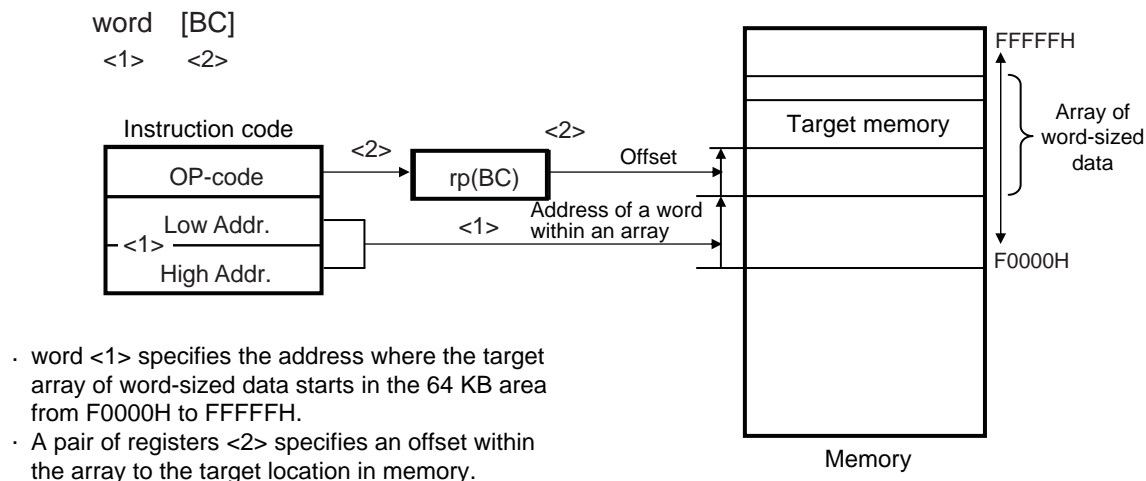 word [BC]
<1> <2>
FFFFFH
Array of
word-sized
data
Target memory
Instruction code
<2>
<2>
OP-code
rp(BC)
Offset
Low Addr.
<1>
High Addr.
<1>
Address of a word
within an array
F0000H
· word <1> specifies the address where the target
array of word-sized data starts in the 64 KB area
from F0000H to FFFFFH.
· A pair of registers <2> specifies an offset within
the array to the target location in memory.
Memory